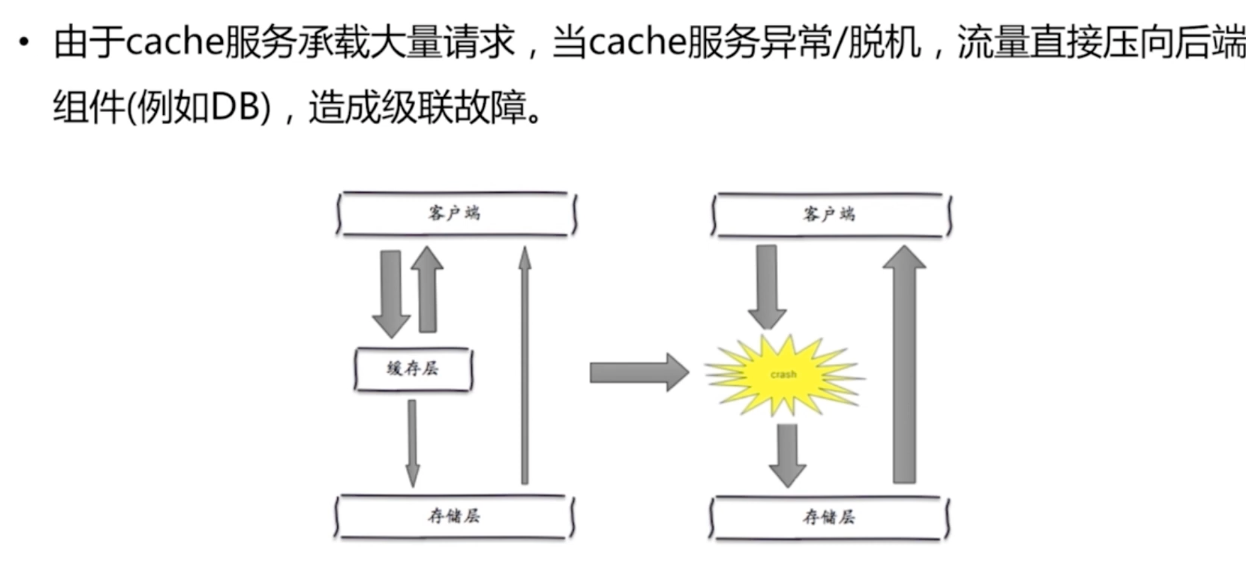 • 由于cache服务承载大量请求，当cache服务异常/脱机，流量直接压向后端
组件(例如DB)，造成级联故障。
客户端
客户端
缓存层
crash
存储层
存储层